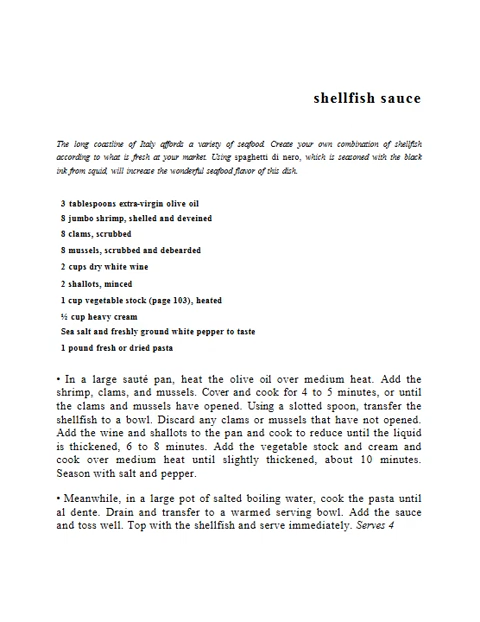 shellfish sauce
The long coastline of Italy affords a variety of seafood. Create your own combination of shellfish
according to what is fresh at your market. Using spaghetti di nero, which is seasoned with the black
ink from squid, will increase the wonderful seafood flavor of this dish.
3 tablespoons extra-virgin olive oil
8 jumbo shrimp, shelled and deveined
8 clams, scrubbed
8 mussels, scrubbed and debearded
2 cups dry white wine
2 shallots, minced
1 cup vegetable stock (page 103), heated
½ cup heavy cream
Sea salt and freshly ground white pepper to taste
1 pound fresh or dried pasta
• In a large sauté pan, heat the olive oil over medium heat. Add the
shrimp, clams, and mussels. Cover and cook for 4 to 5 minutes, or until
the clams and mussels have opened. Using a slotted spoon, transfer the
shellfish to a bowl. Discard any clams or mussels that have not opened.
Add the wine and shallots to the pan and cook to reduce until the liquid
is thickened, 6 to 8 minutes. Add the vegetable stock and cream and
cook over medium heat until slightly thickened, about 10 minutes.
Season with salt and pepper.
• Meanwhile, in a large pot of salted boiling water, cook the pasta until
al dente. Drain and transfer to a warmed serving bowl. Add the sauce
and toss well. Top with the shellfish and serve immediately. Serves 4